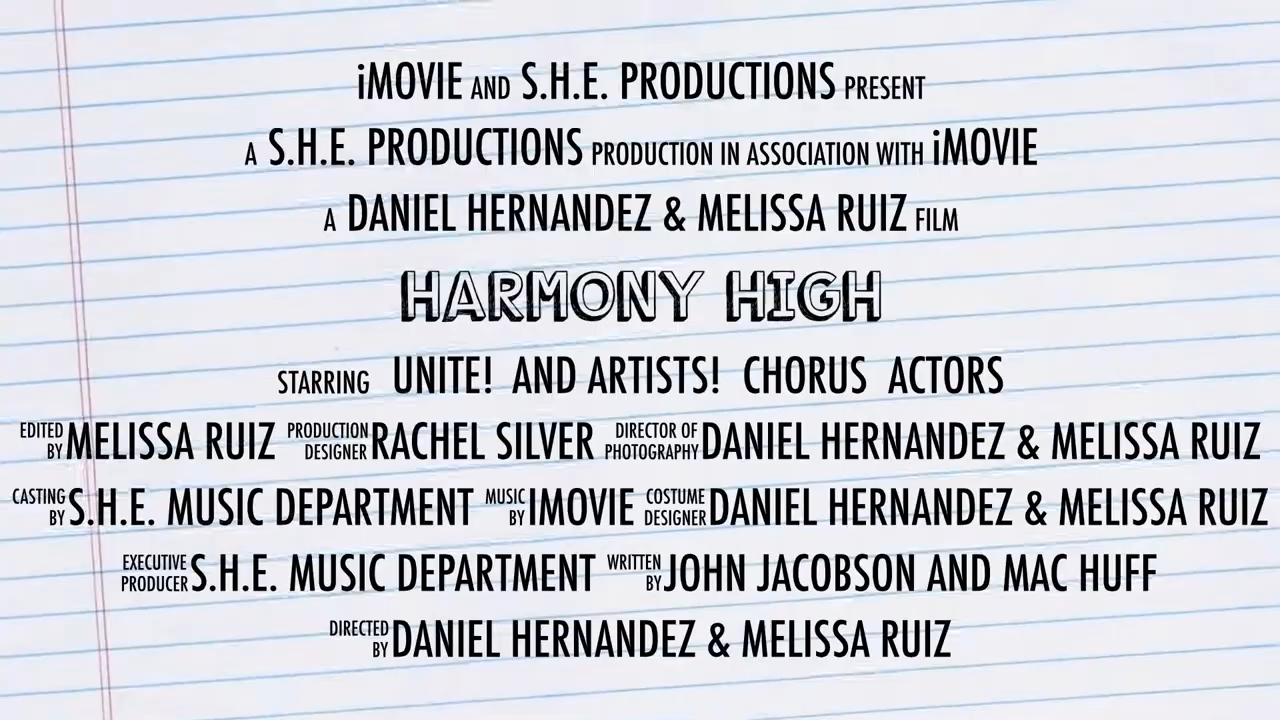 iMOVIE AND S.H.E. PRODUCTIONS PRESENT
A S.H.E. PRODUCTIONS PRODUCTION IN ASSOCIATION WITH iMOVIE
A DANIEL HERNANDEZ & MELISSA RUIZ FILM
HARMONY HIGH
STARRING UNITE! AND ARTISTS! CHORUS ACTORS
EDITED BY MELISSA RUIZ PRODUCTION DESIGNER RACHEL SILVER DIRECTOR OF PHOTOGRAPHY DANIEL HERNANDEZ & MELISSA RUIZ
CASTING BY S.H.E. MUSIC DEPARTMENT MUSIC BY IMOVIE COSTUME DESIGNER DANIEL HERNANDEZ & MELISSA RUIZ
EXECUTIVE PRODUCER S.H.E. MUSIC DEPARTMENT WRITTEN BY JOHN JACOBSON AND MAC HUFF
DIRECTED BY DANIEL HERNANDEZ & MELISSA RUIZ